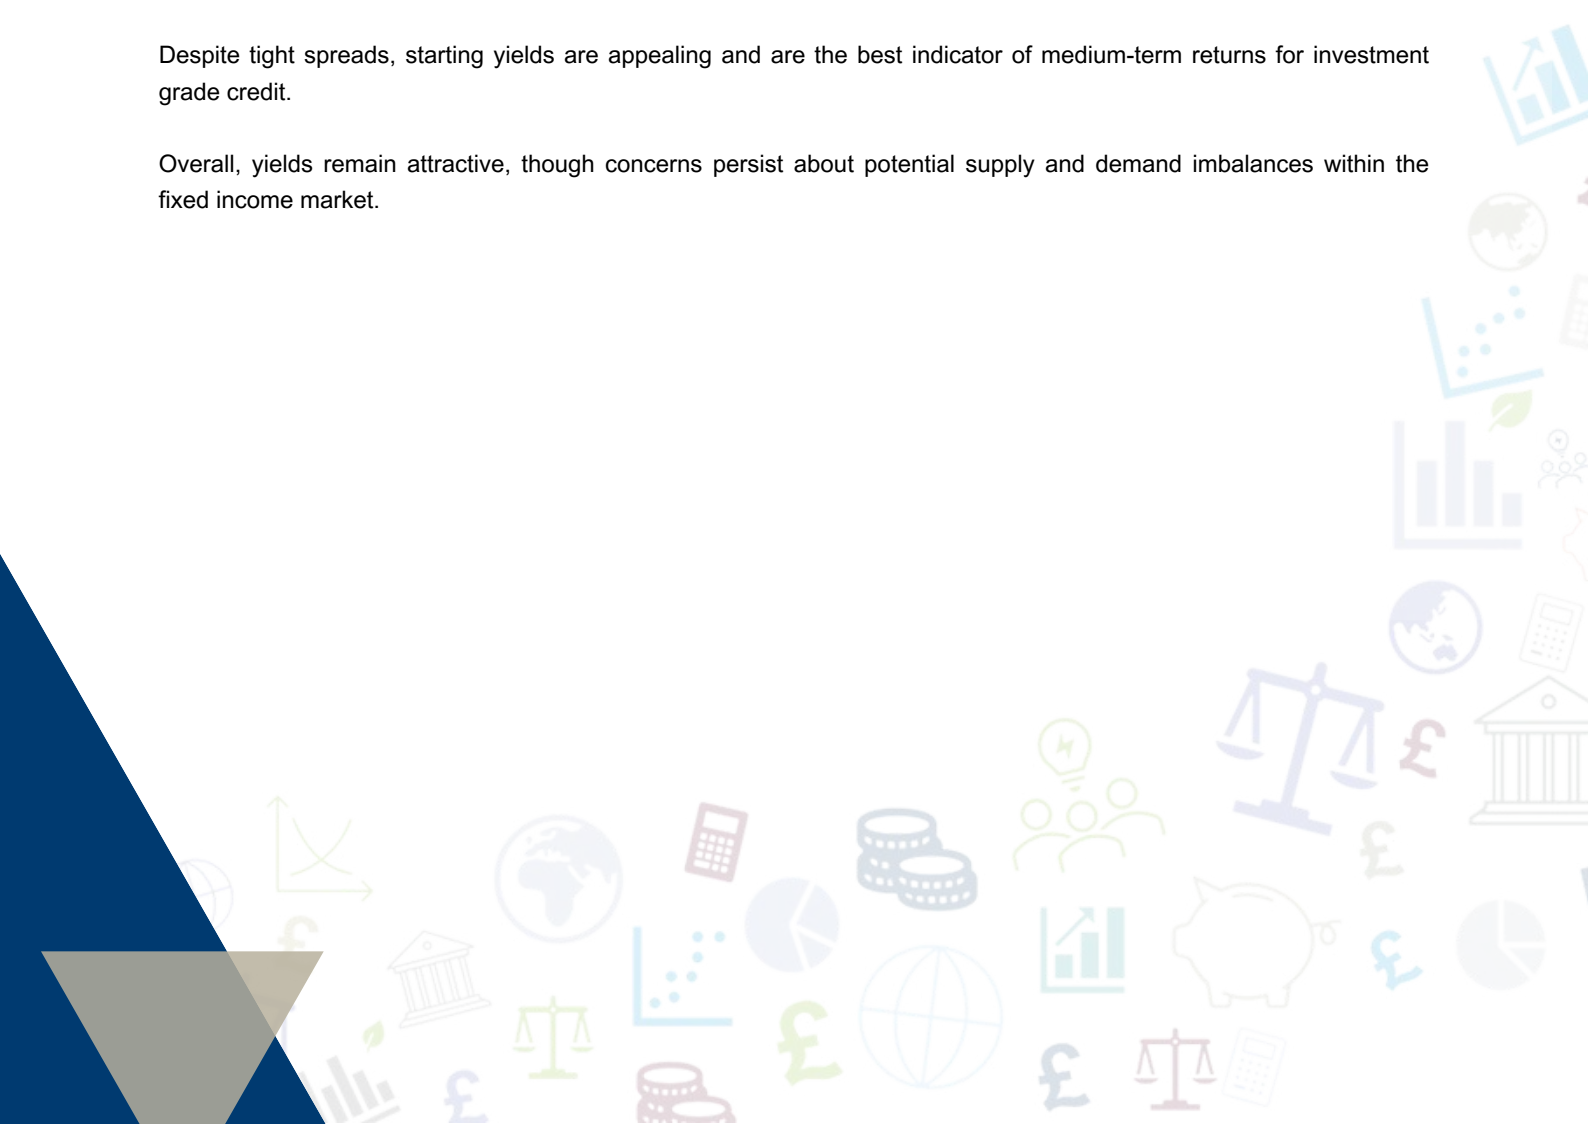 Despite tight spreads, starting yields are appealing and are the best indicator of medium-term returns for investment
grade credit.
Overall, yields remain attractive, though concerns persist about potential supply and demand imbalances within the
fixed income market.